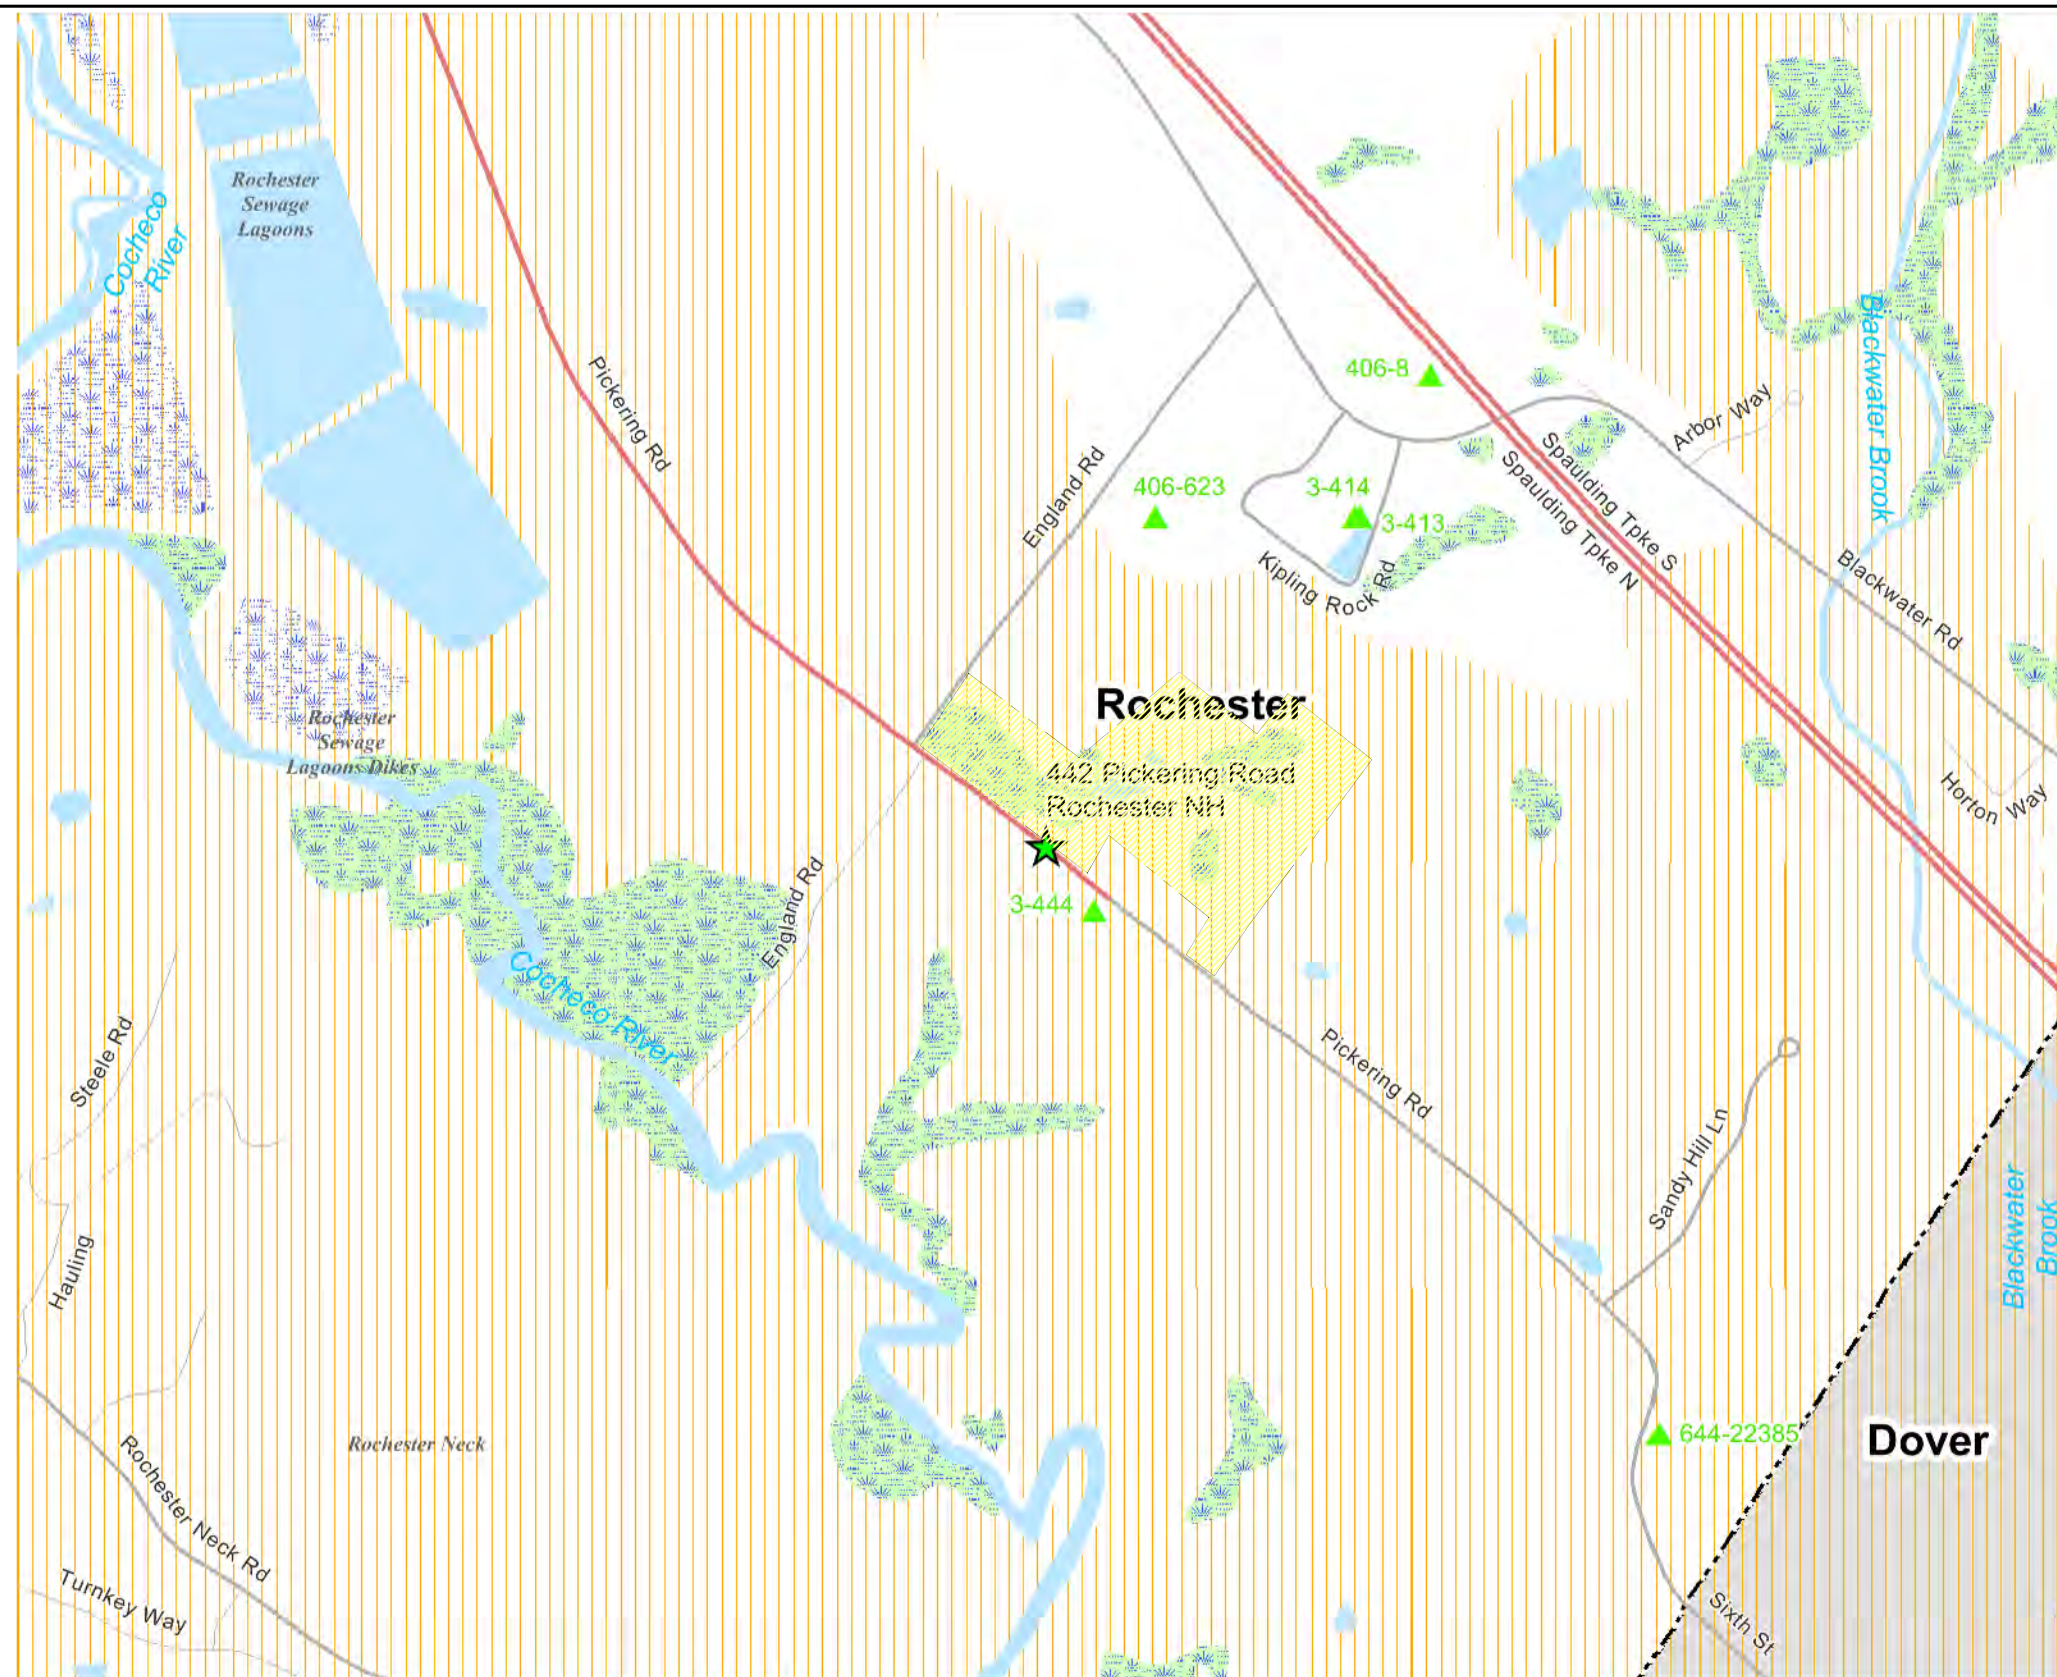 Rochester
Sewage
Lagoons
Cocheco
River
Pickering Rd
406-8
Arbor Way
Blackwater Brook
England Rd
406-623
3-414
3-413
Spaulding Tpke S
Spaulding Tpke N
Kipling Rock Rd
Blackwater Rd
Rochester
Rochester
Sewage
Lagoons Dikes
442 Pickering Road
Rochester NH
Horton Way
3-444
England Rd
Cocheco River
Steele Rd
Pickering Rd
Sandy Hill Ln
Blackwater
Brook
Hauling
Rochester Neck
644-22385
Dover
Rochester Neck Rd
Turnkey Way
Sixth St